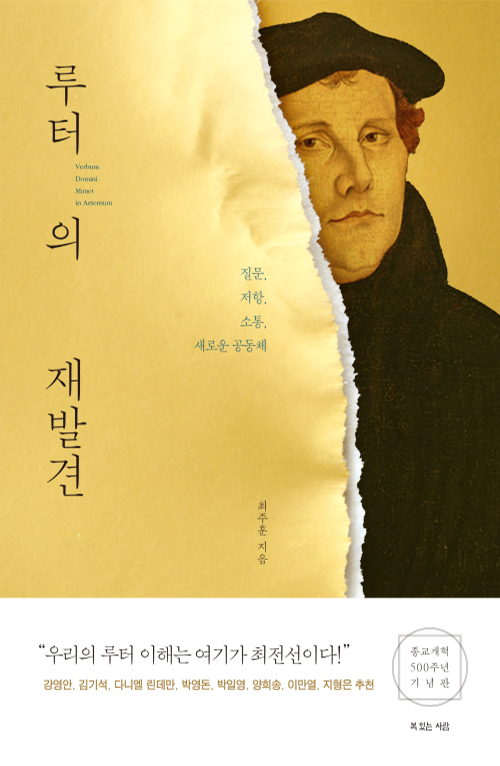 루터
Verbum
Domini
Manet
in Aeternum
의
재발견
질문,
저항,
소통,
새로운 공동체
최주훈 지음
“우리의 루터 이해는 여기가 최전선이다!”
강영안, 김기석, 다니엘 린데만, 박영돈, 박일영, 양희송, 이만열, 지형은 추천
종교개혁
500주년
기념판
복 있는 사람